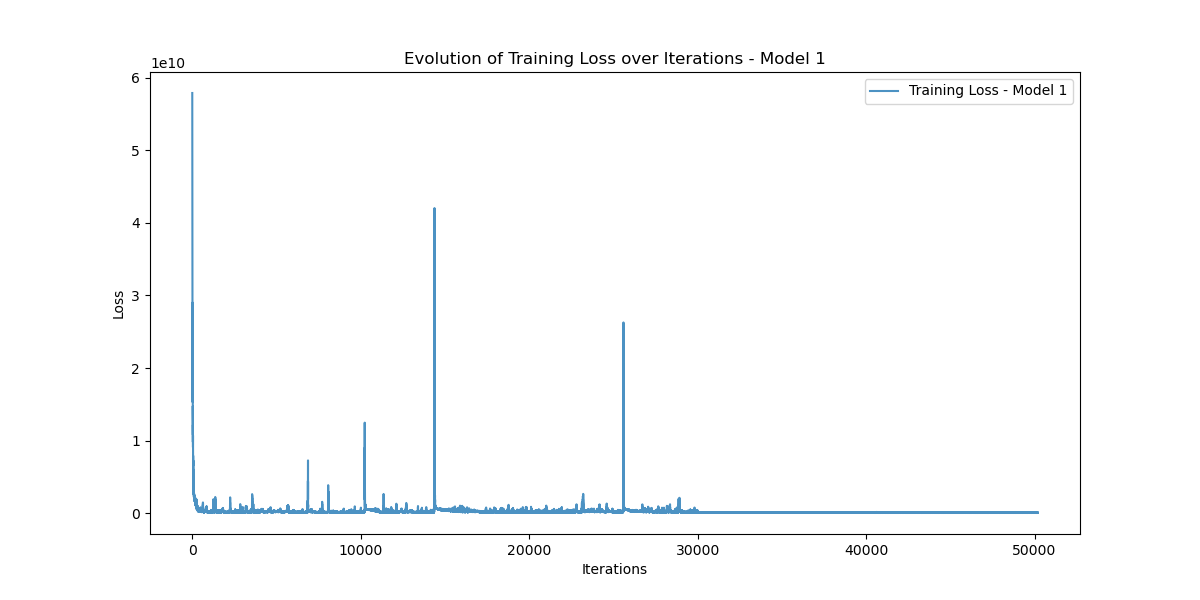 Evolution of Training Loss over Iterations - Model 1
1e10
Training Loss - Model 1
6
5
4
3
2
1
0
Loss
0 10000 20000 30000 40000 50000
Iterations